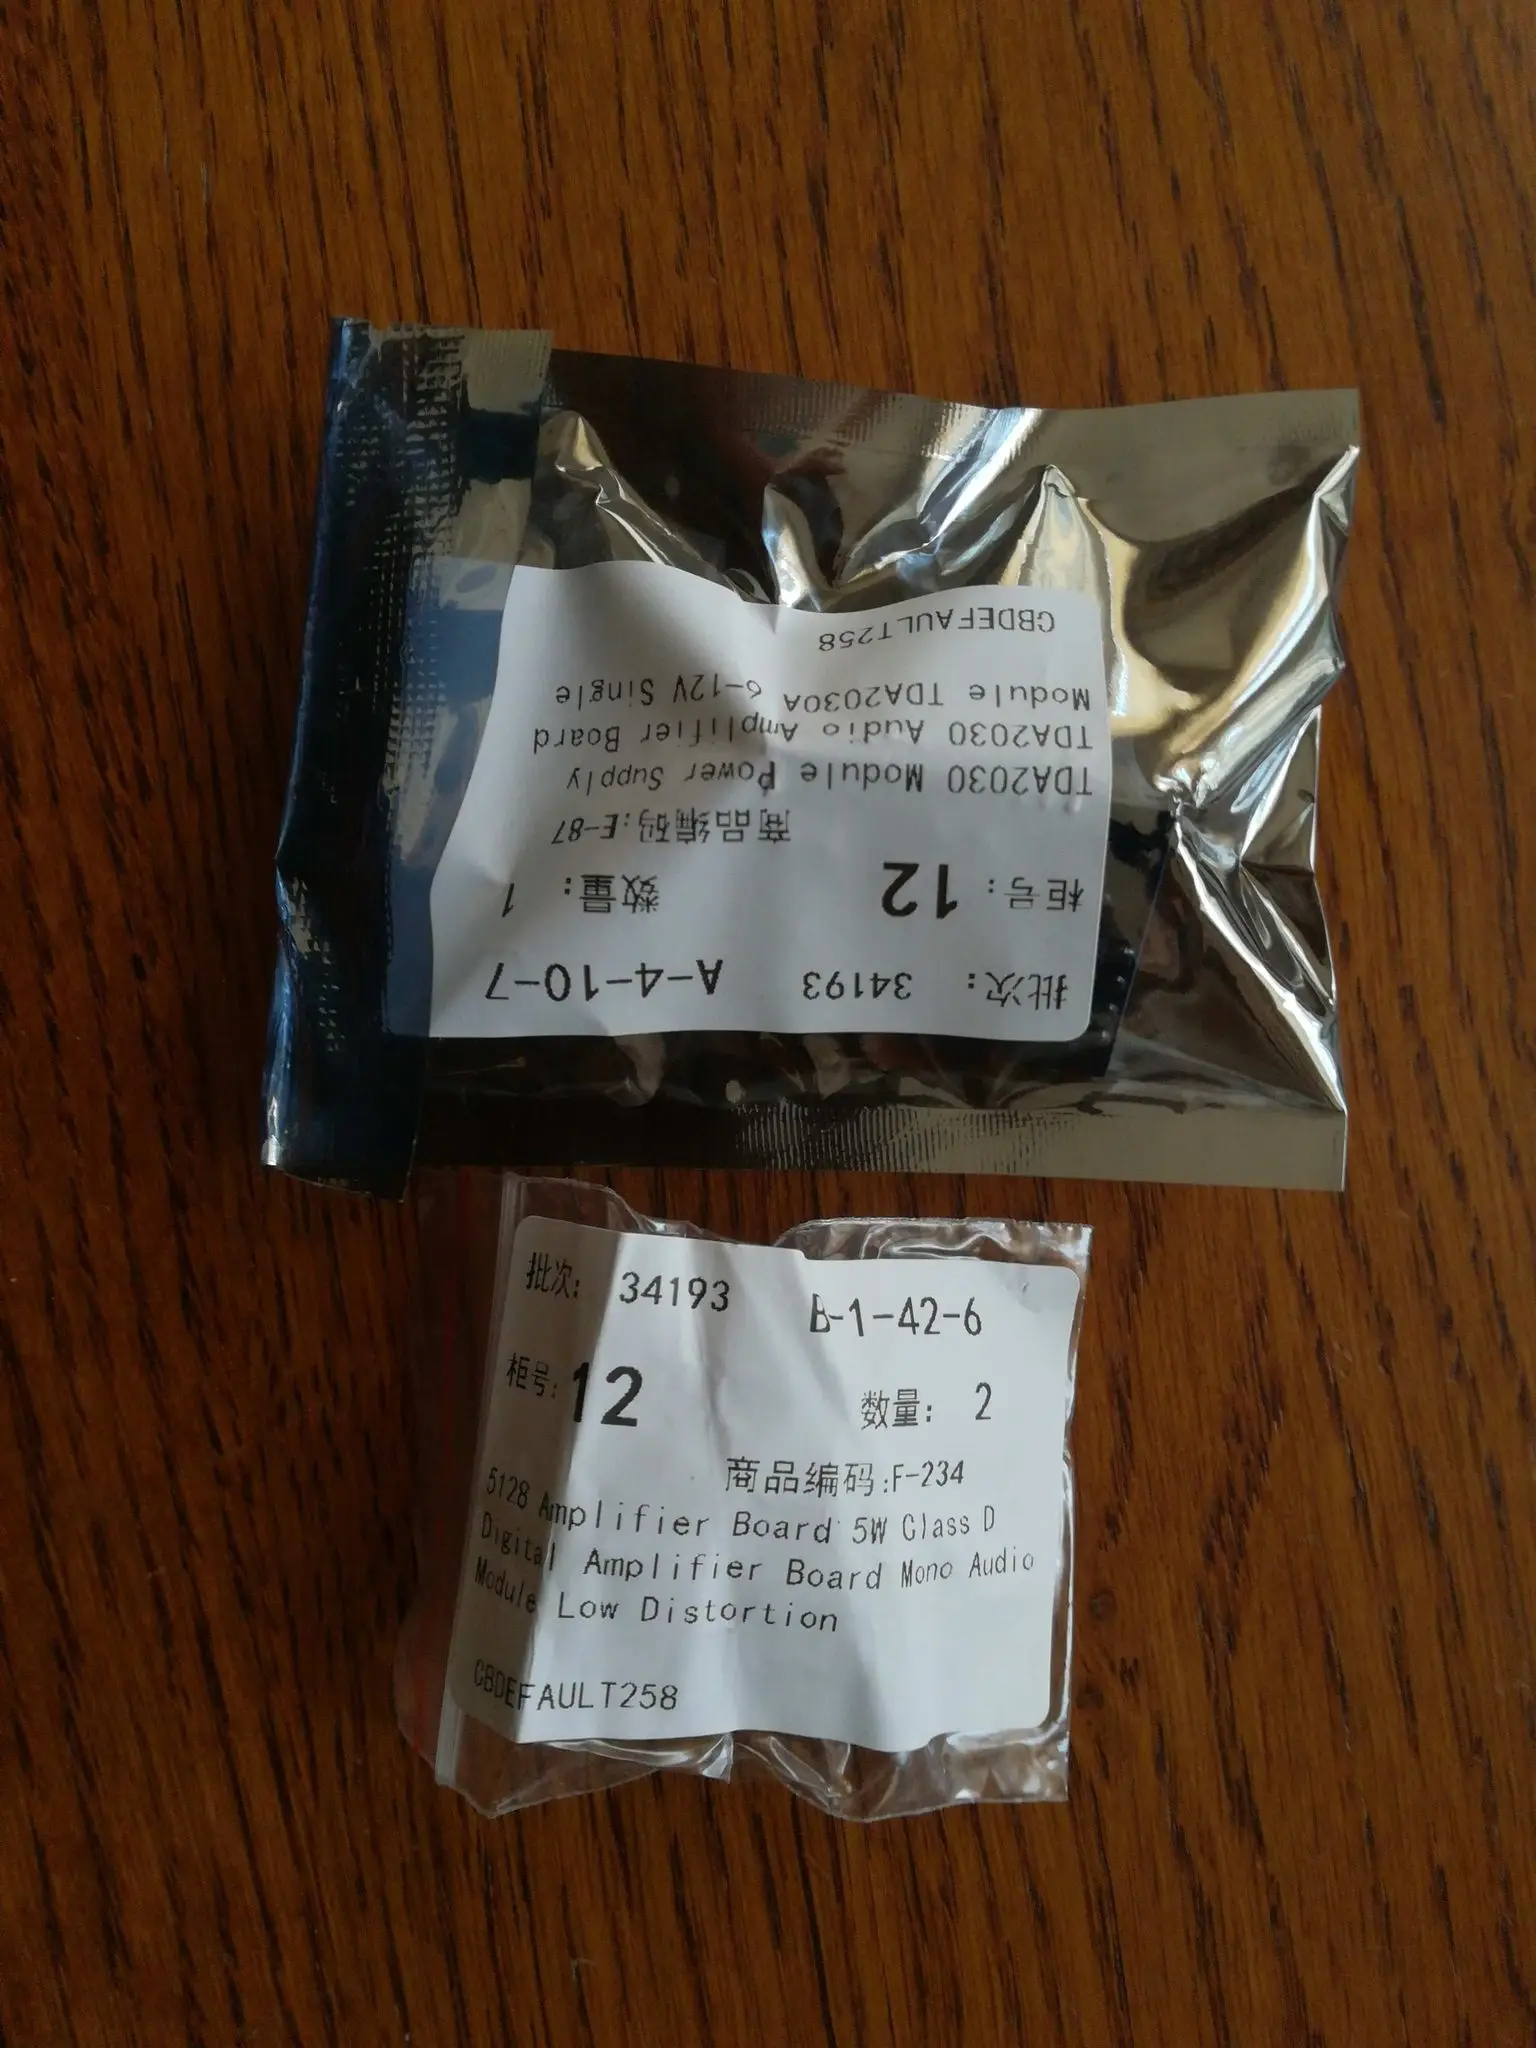 批次: 34193 A-4-10-7
柜号: 12 数量: 1
商品编码:E-87
TDA2030 Module Power Supply
TDA2030 Audio Amplifier Board
Module TDA2030A 6-12V Single
CBDEFAULT258
批次: 34193 B-1-42-6
柜号: 12 数量: 2
商品编码:F-234
5128 Amplifier Board 5W Class D
Digital Amplifier Board Mono Audio
Module Low Distortion
CBDEFAULT258